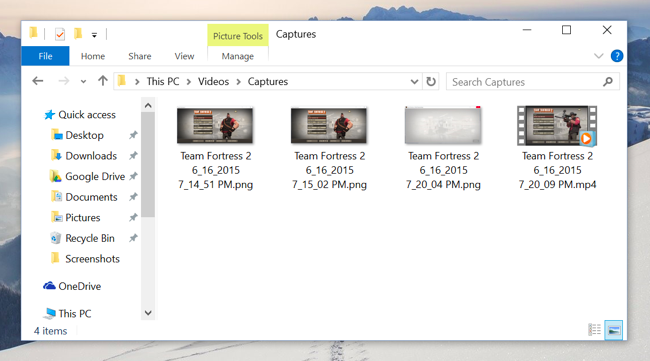 Picture Tools
Captures
File
Home
Share
View
Manage
?
This PC
Videos
Captures
Search Captures
Quick access
Desktop
Downloads
Google Drive
Documents
Pictures
Recycle Bin
Screenshots
OneDrive
This PC
Team Fortress 2
6_16_2015
7_14_51 PM.png
Team Fortress 2
6_16_2015
7_15_02 PM.png
Team Fortress 2
6_16_2015
7_20_04 PM.png
Team Fortress 2
6_16_2015
7_20_09 PM.mp4
4 items